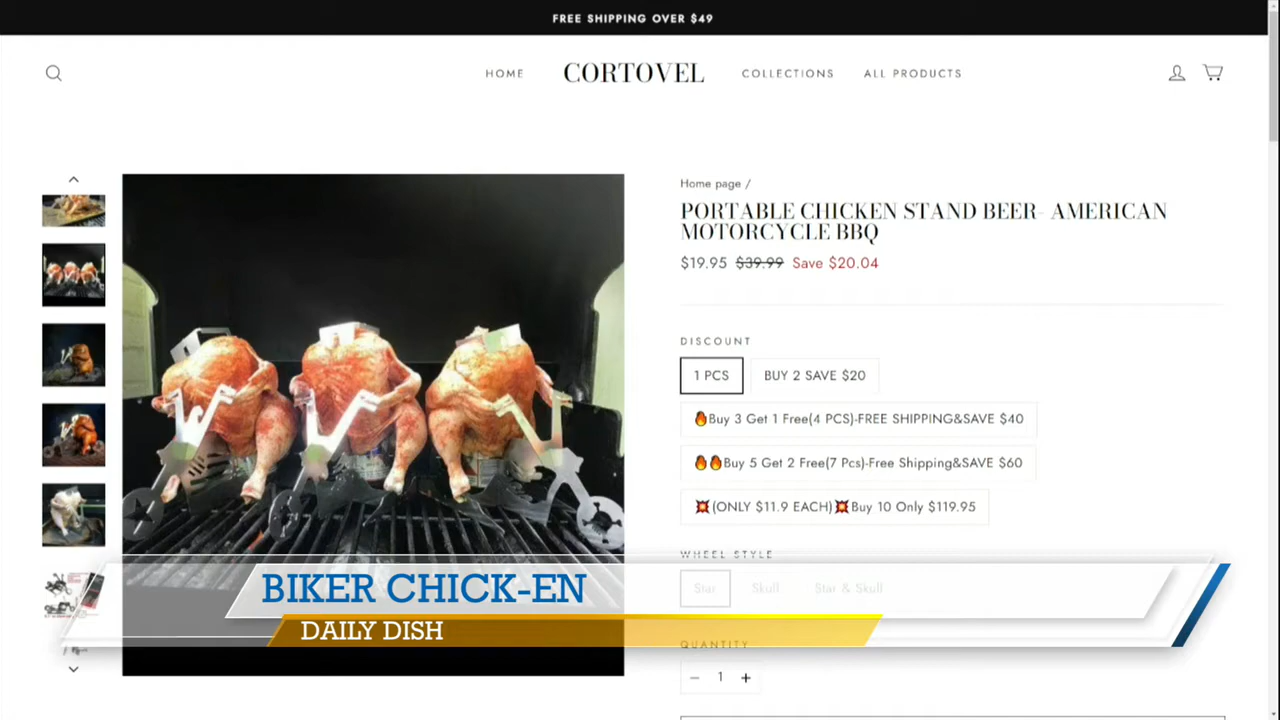 FREE SHIPPING OVER $49
HOME
CORTOVEL
COLLECTIONS
ALL PRODUCTS
Home page /
PORTABLE CHICKEN STAND BEER- AMERICAN
MOTORCYCLE BBQ
$19.95 $39.99 Save $20.04
DISCOUNT
1 PCS
BUY 2 SAVE $20
🔥Buy 3 Get 1 Free(4 PCS)-FREE SHIPPING&SAVE $40
🔥🔥Buy 5 Get 2 Free(7 Pcs)-Free Shipping&SAVE $60
💥(ONLY $11.9 EACH)💥Buy 10 Only $119.95
WHEEL STYLE
Star
Skull
Star & Skull
BIKER CHICK-EN
DAILY DISH
QUANTITY
− 1 +